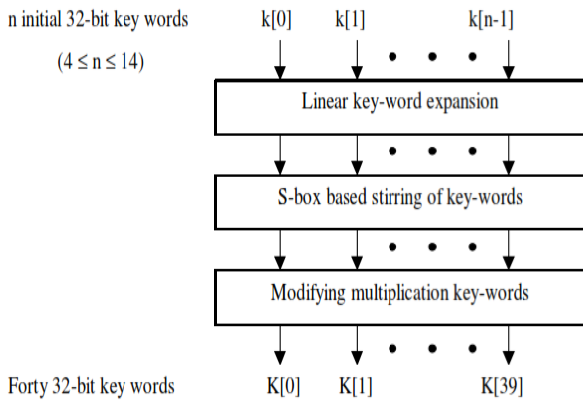 n initial 32-bit key words k[0] k[1] k[n-1]
(4 ≤ n ≤ 14)
Linear key-word expansion
S-box based stirring of key-words
Modifying multiplication key-words
Forty 32-bit key words K[0] K[1] K[39]